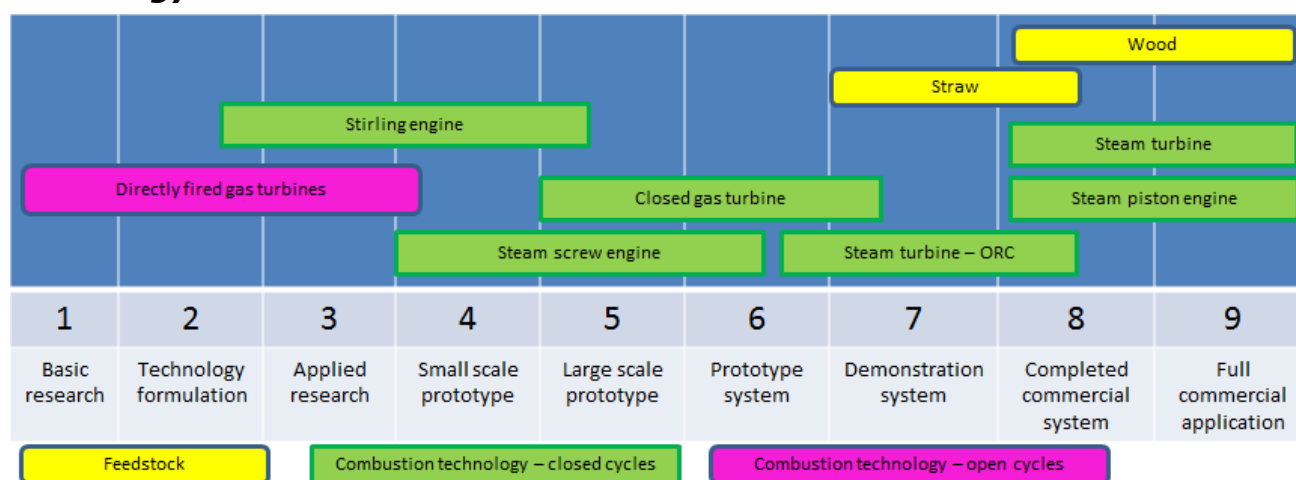 Wood
Straw
Stirling engine
Steam turbine
Directly fired gas turbines
Closed gas turbine
Steam piston engine
Steam screw engine
Steam turbine – ORC
1 2 3 4 5 6 7 8 9
Basic research
Technology formulation
Applied research
Small scale prototype
Large scale prototype
Prototype system
Demonstration system
Completed commercial system
Full commercial application
Feedstock
Combustion technology – closed cycles
Combustion technology – open cycles